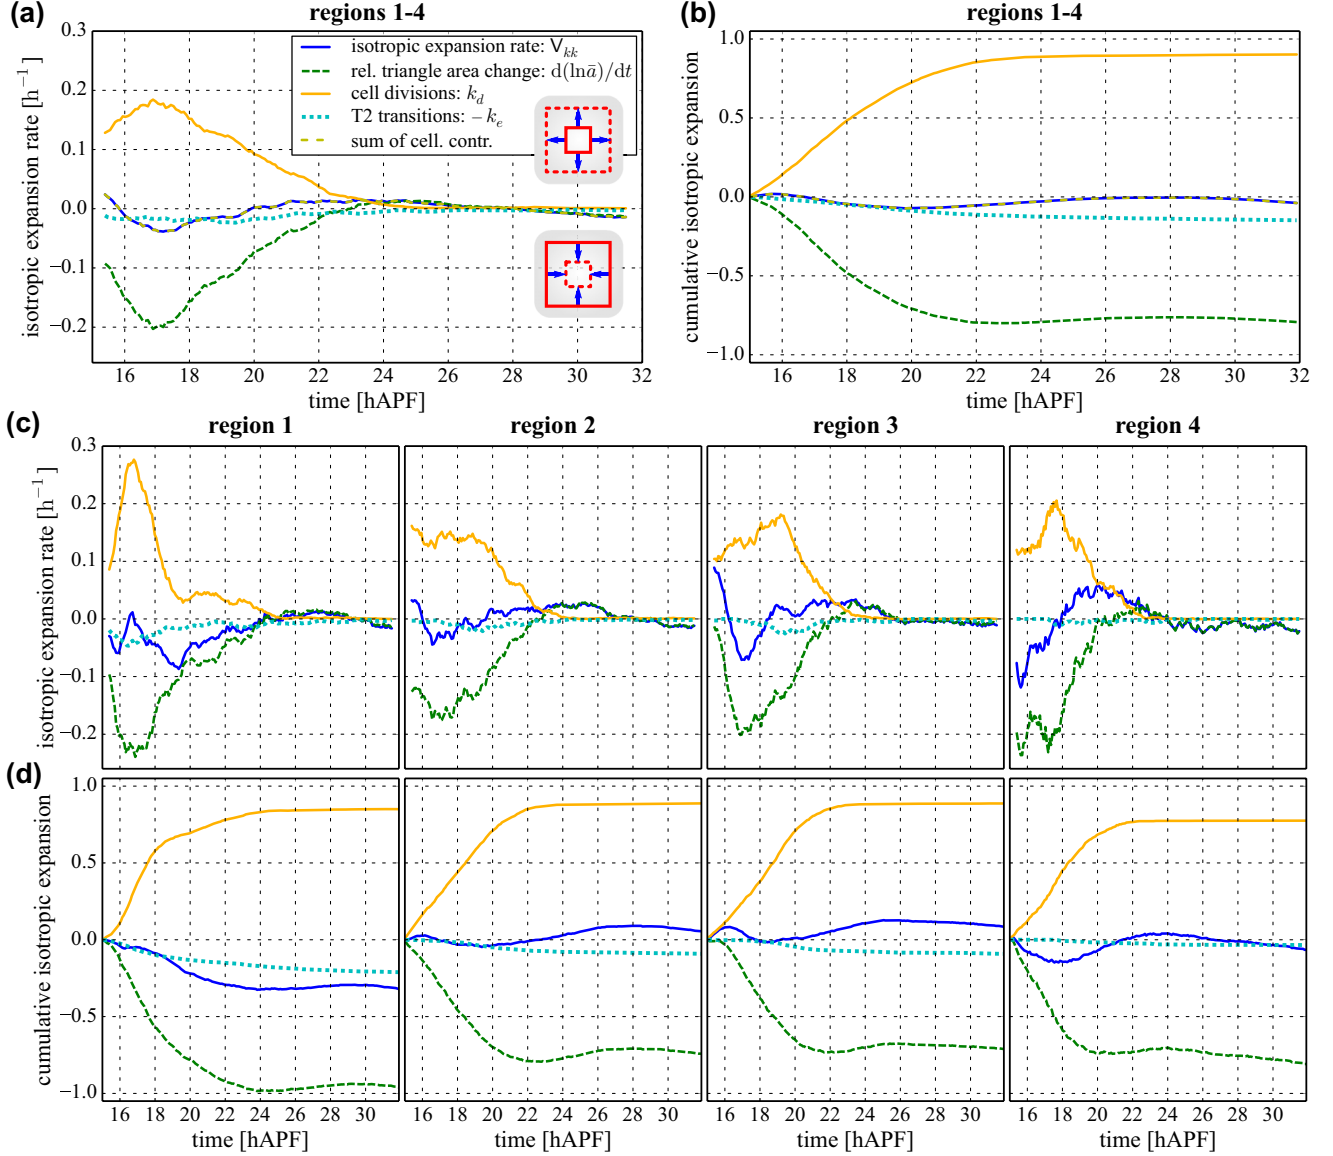 (a)
regions 1-4
isotropic expansion rate [h⁻¹]
0.3
0.2
0.1
0.0
−0.1
−0.2
isotropic expansion rate: V_kk
rel. triangle area change: d(lnā)/dt
cell divisions: k_d
T2 transitions: −k_e
sum of cell. contr.
16 18 20 22 24 26 28 30 32
time [hAPF]
(b)
regions 1-4
cumulative isotropic expansion
1.0
0.5
0.0
−0.5
−1.0
16 18 20 22 24 26 28 30 32
time [hAPF]
(c)
region 1
region 2
region 3
region 4
isotropic expansion rate [h⁻¹]
0.3
0.2
0.1
0.0
−0.1
−0.2
(d)
cumulative isotropic expansion
1.0
0.5
0.0
−0.5
−1.0
16 18 20 22 24 26 28 30
16 18 20 22 24 26 28 30
16 18 20 22 24 26 28 30
16 18 20 22 24 26 28 30
time [hAPF]
time [hAPF]
time [hAPF]
time [hAPF]